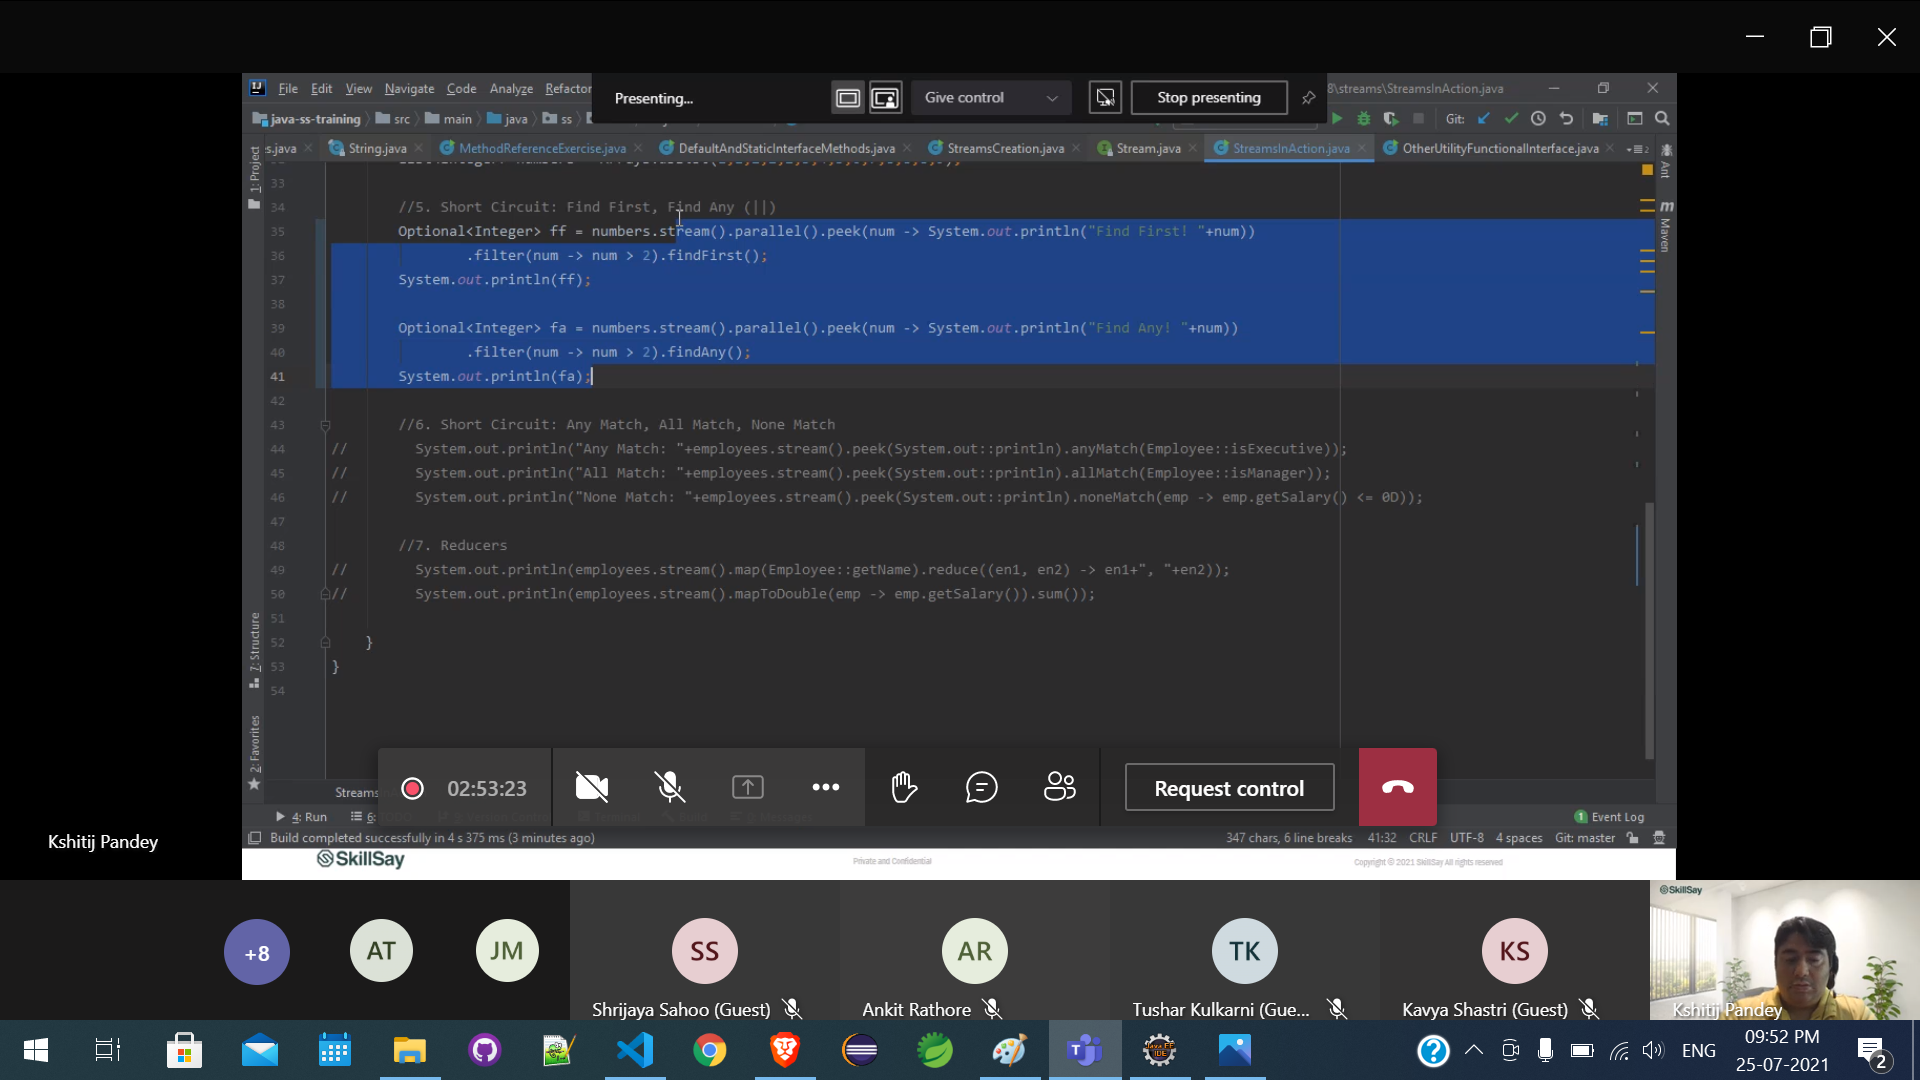 Presenting...
Give control
Stop presenting
File Edit View Navigate Code Analyze Refactor
8\streams\StreamsInAction.java
java-ss-training src main java ss
Git:
s.java String.java MethodReferenceExercise.java DefaultAndStaticInterfaceMethods.java StreamsCreation.java Stream.java StreamsInAction.java OtherUtilityFunctionalInterface.java
1: Project
7: Structure
2: Favorites
Ant
Maven
33
34 //5. Short Circuit: Find First, Find Any (||)
35 Optional<Integer> ff = numbers.stream().parallel().peek(num -> System.out.println("Find First! "+num))
36 .filter(num -> num > 2).findFirst();
37 System.out.println(ff);
38
39 Optional<Integer> fa = numbers.stream().parallel().peek(num -> System.out.println("Find Any! "+num))
40 .filter(num -> num > 2).findAny();
41 System.out.println(fa);
42
43 //6. Short Circuit: Any Match, All Match, None Match
44 // System.out.println("Any Match: "+employees.stream().peek(System.out::println).anyMatch(Employee::isExecutive));
45 // System.out.println("All Match: "+employees.stream().peek(System.out::println).allMatch(Employee::isManager));
46 // System.out.println("None Match: "+employees.stream().peek(System.out::println).noneMatch(emp -> emp.getSalary() <= 0D));
47
48 //7. Reducers
49 // System.out.println(employees.stream().map(Employee::getName).reduce((en1, en2) -> en1+", "+en2));
50 // System.out.println(employees.stream().mapToDouble(emp -> emp.getSalary()).sum());
51
52 }
53 }
54
02:53:23
Request control
Streams
4: Run
Event Log
Build completed successfully in 4 s 375 ms (3 minutes ago)
347 chars, 6 line breaks 41:32 CRLF UTF-8 4 spaces Git: master
Kshitij Pandey
SkillSay
Private and Confidential
Copyright © 2021 SkillSay All rights reserved
+8
AT
JM
SS
AR
TK
KS
SkillSay
Shrijaya Sahoo (Guest)
Ankit Rathore
Tushar Kulkarni (Gue...
Kavya Shastri (Guest)
Kshitij Pandey
ENG
09:52 PM
25-07-2021
2